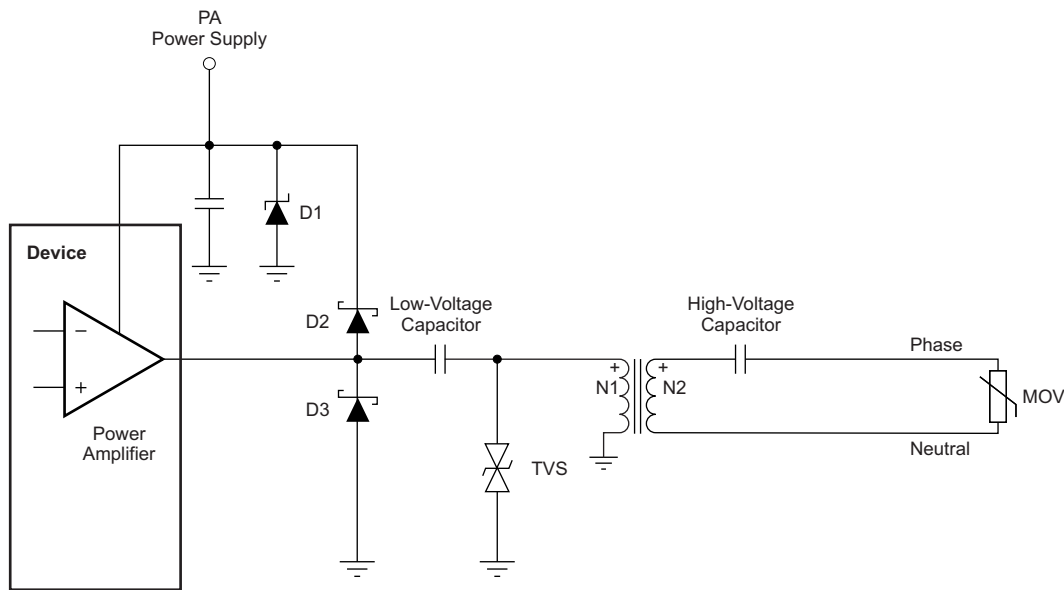 PA
Power Supply
D1
Device
D2
Low-Voltage
Capacitor
High-Voltage
Capacitor
−
+
Power
Amplifier
D3
TVS
+
N1
+
N2
Phase
Neutral
MOV